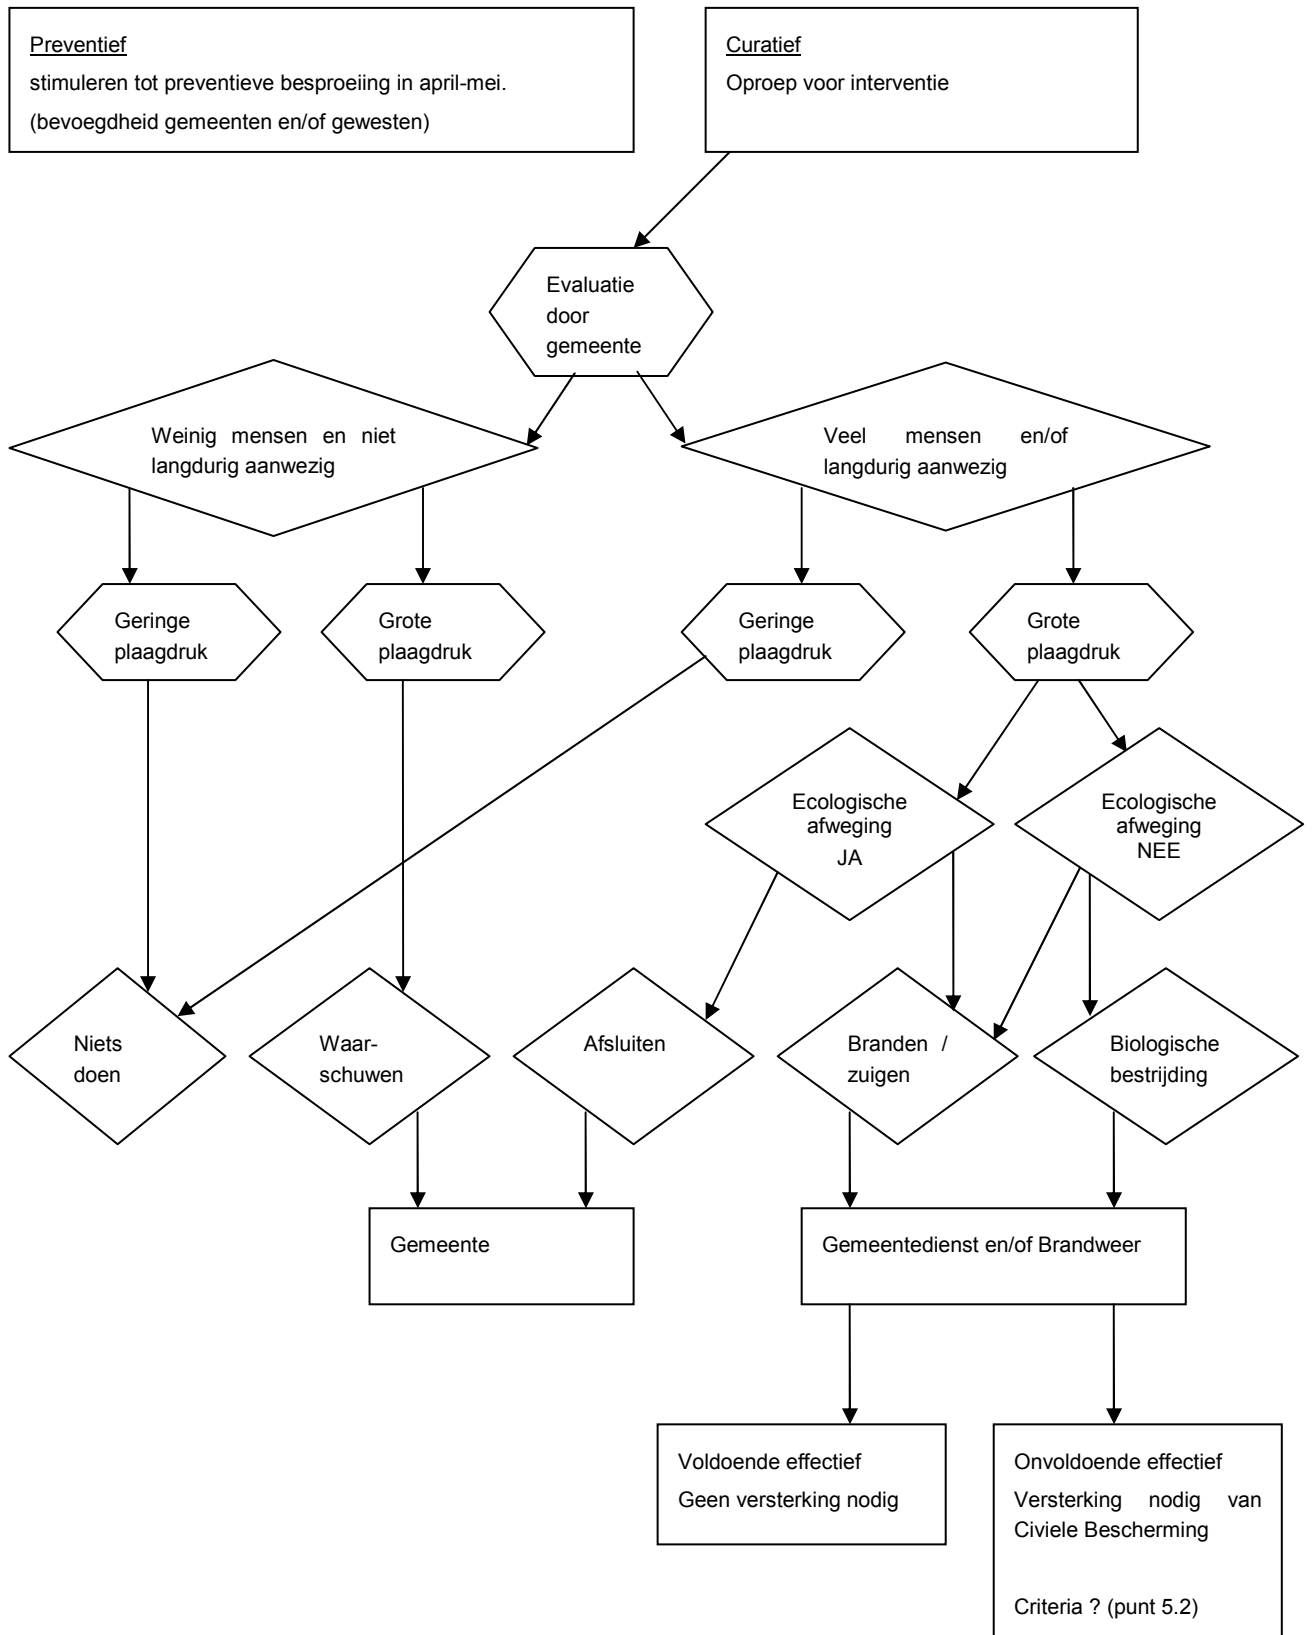 Preventief
stimuleren tot preventieve besproeiing in april-mei.
(bevoegdheid gemeenten en/of gewesten)
Curatief
Oproep voor interventie
Evaluatie
door
gemeente
Weinig mensen en niet
langdurig aanwezig
Veel mensen en/of
langdurig aanwezig
Geringe
plaagdruk
Grote
plaagdruk
Geringe
plaagdruk
Grote
plaagdruk
Ecologische
afweging
JA
Ecologische
afweging
NEE
Niets
doen
Waar-
schuwen
Afsluiten
Branden /
zuigen
Biologische
bestrijding
Gemeente
Gemeentedienst en/of Brandweer
Voldoende effectief
Geen versterking nodig
Onvoldoende effectief
Versterking nodig van
Civiele Bescherming
Criteria ? (punt 5.2)